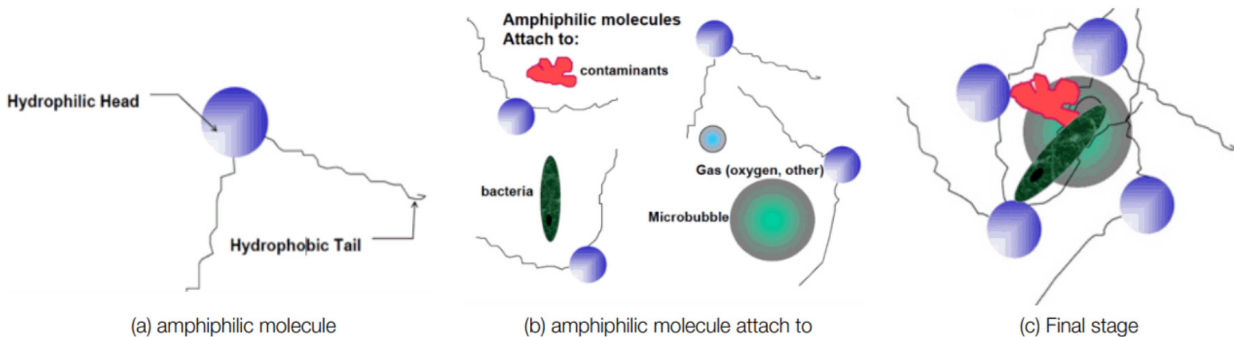 Hydrophilic Head
Hydrophobic Tail
(a) amphiphilic molecule
Amphiphilic molecules
Attach to:
contaminants
bacteria
Gas (oxygen, other)
Microbubble
(b) amphiphilic molecule attach to
(c) Final stage